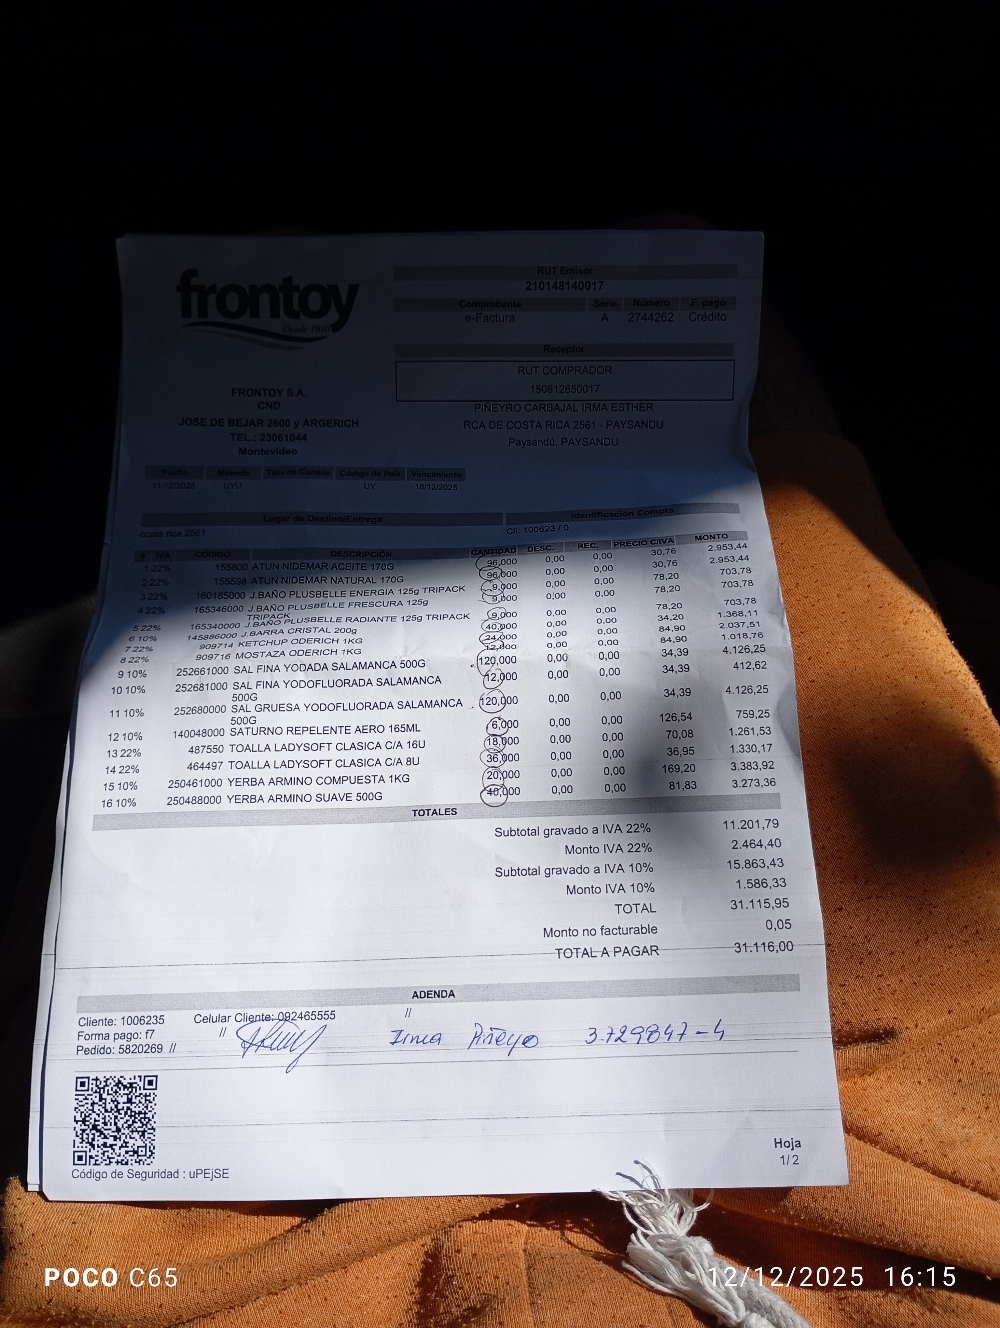 frontoy
Desde 1940
RUT Emisor
210148140017
Comprobante Serie Número F. pago
e-Factura A 2744262 Crédito
Receptor
RUT COMPRADOR
150612650017
PIÑEYRO CARBAJAL IRMA ESTHER
RCA DE COSTA RICA 2561 - PAYSANDU
Paysandú, PAYSANDU
FRONTOY S.A.
CND
JOSE DE BEJAR 2600 y ARGERICH
TEL.: 23061044
Montevideo
Fecha Moneda Tipo de Cambio Código de País Vencimiento
11/12/2025 UYU UY 18/12/2025
Lugar de Destino/Entrega Identificación Compra
costa rica 2561 Cli: 100623 / 0
# IVA CÓDIGO DESCRIPCIÓN CANTIDAD DESC. REC. PRECIO C/IVA MONTO
1 22% 155800 ATUN NIDEMAR ACEITE 170G 96,000 0,00 0,00 30,76 2.953,44
2 22% 155598 ATUN NIDEMAR NATURAL 170G 96,000 0,00 0,00 30,76 2.953,44
3 22% 160185000 J.BAÑO PLUSBELLE ENERGIA 125g TRIPACK 9,000 0,00 0,00 78,20 703,78
4 22% 165346000 J.BAÑO PLUSBELLE FRESCURA 125g TRIPACK 9,000 0,00 0,00 78,20 703,78
5 22% 165340000 J.BAÑO PLUSBELLE RADIANTE 125g TRIPACK 9,000 0,00 0,00 78,20 703,78
6 10% 145886000 J.BARRA CRISTAL 200g 40,000 0,00 0,00 34,20 1.368,11
7 22% 909714 KETCHUP ODERICH 1KG 24,000 0,00 0,00 84,90 2.037,51
8 22% 909716 MOSTAZA ODERICH 1KG 12,000 0,00 0,00 84,90 1.018,76
9 10% 252661000 SAL FINA YODADA SALAMANCA 500G 120,000 0,00 0,00 34,39 4.126,25
10 10% 252681000 SAL FINA YODOFLUORADA SALAMANCA 500G 12,000 0,00 0,00 34,39 412,62
11 10% 252680000 SAL GRUESA YODOFLUORADA SALAMANCA 500G 120,000 0,00 0,00 34,39 4.126,25
12 10% 140048000 SATURNO REPELENTE AERO 165ML 6,000 0,00 0,00 126,54 759,25
13 22% 487550 TOALLA LADYSOFT CLASICA C/A 16U 18,000 0,00 0,00 70,08 1.261,53
14 22% 464497 TOALLA LADYSOFT CLASICA C/A 8U 36,000 0,00 0,00 36,95 1.330,17
15 10% 250461000 YERBA ARMINO COMPUESTA 1KG 20,000 0,00 0,00 169,20 3.383,92
16 10% 250488000 YERBA ARMINO SUAVE 500G 40,000 0,00 0,00 81,83 3.273,36
TOTALES
Subtotal gravado a IVA 22% 11.201,79
Monto IVA 22% 2.464,40
Subtotal gravado a IVA 10% 15.863,43
Monto IVA 10% 1.586,33
TOTAL 31.115,95
Monto no facturable 0,05
TOTAL A PAGAR 31.116,00
ADENDA
Cliente: 1006235 Celular Cliente: 092465555 //
Forma pago: f7 //
Pedido: 5820269 //
Irma Piñeyo 3.729847-4
Código de Seguridad : uPEjSE
Hoja
1/2
POCO C65
12/12/2025 16:15